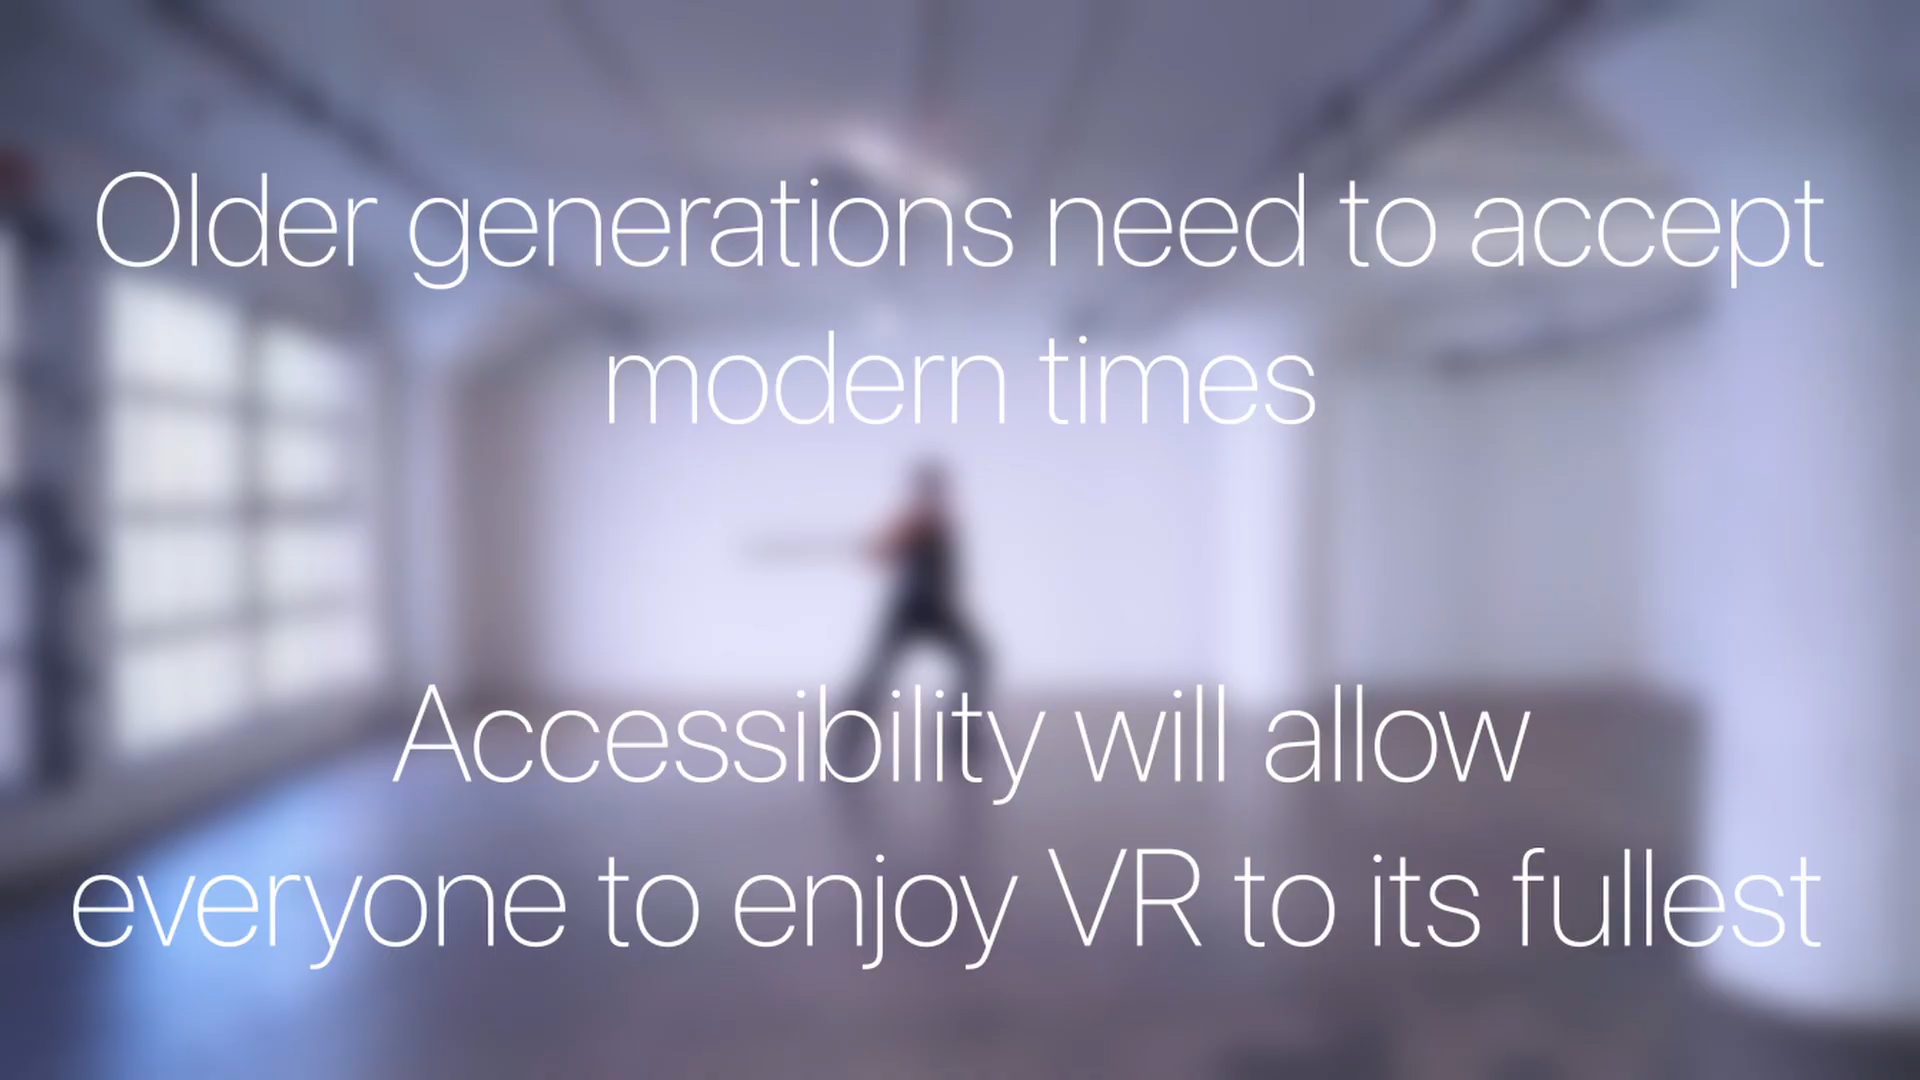 Older generations need to accept
modern times
Accessibility will allow
everyone to enjoy VR to its fullest